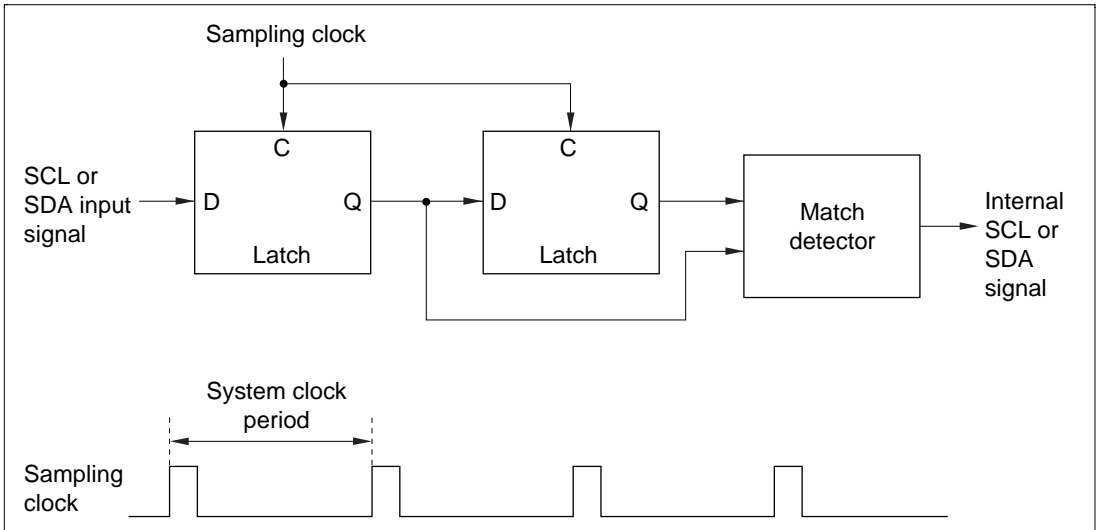 Sampling clock
C
C
SCL or
SDA input
signal
D
Q
Latch
D
Q
Latch
Match
detector
Internal
SCL or
SDA
signal
System clock
period
Sampling
clock